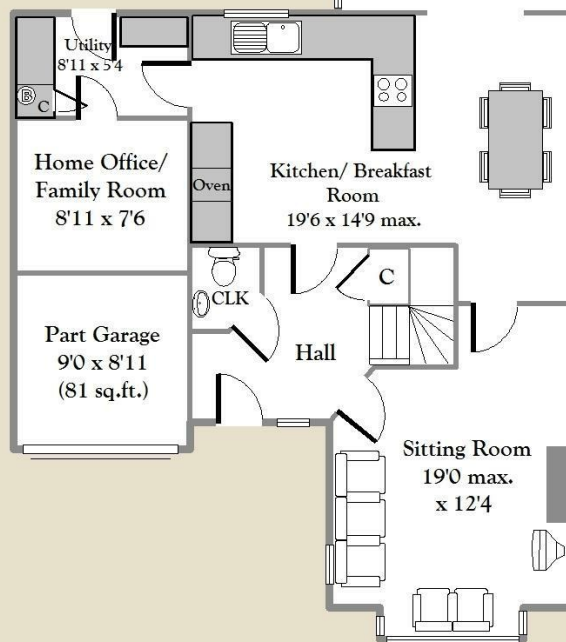 Utility
8'11 x 5'4
B
C
Home Office/
Family Room
8'11 x 7'6
Oven
Kitchen/ Breakfast
Room
19'6 x 14'9 max.
CLK
C
Hall
Part Garage
9'0 x 8'11
(81 sq.ft.)
Sitting Room
19'0 max.
x 12'4